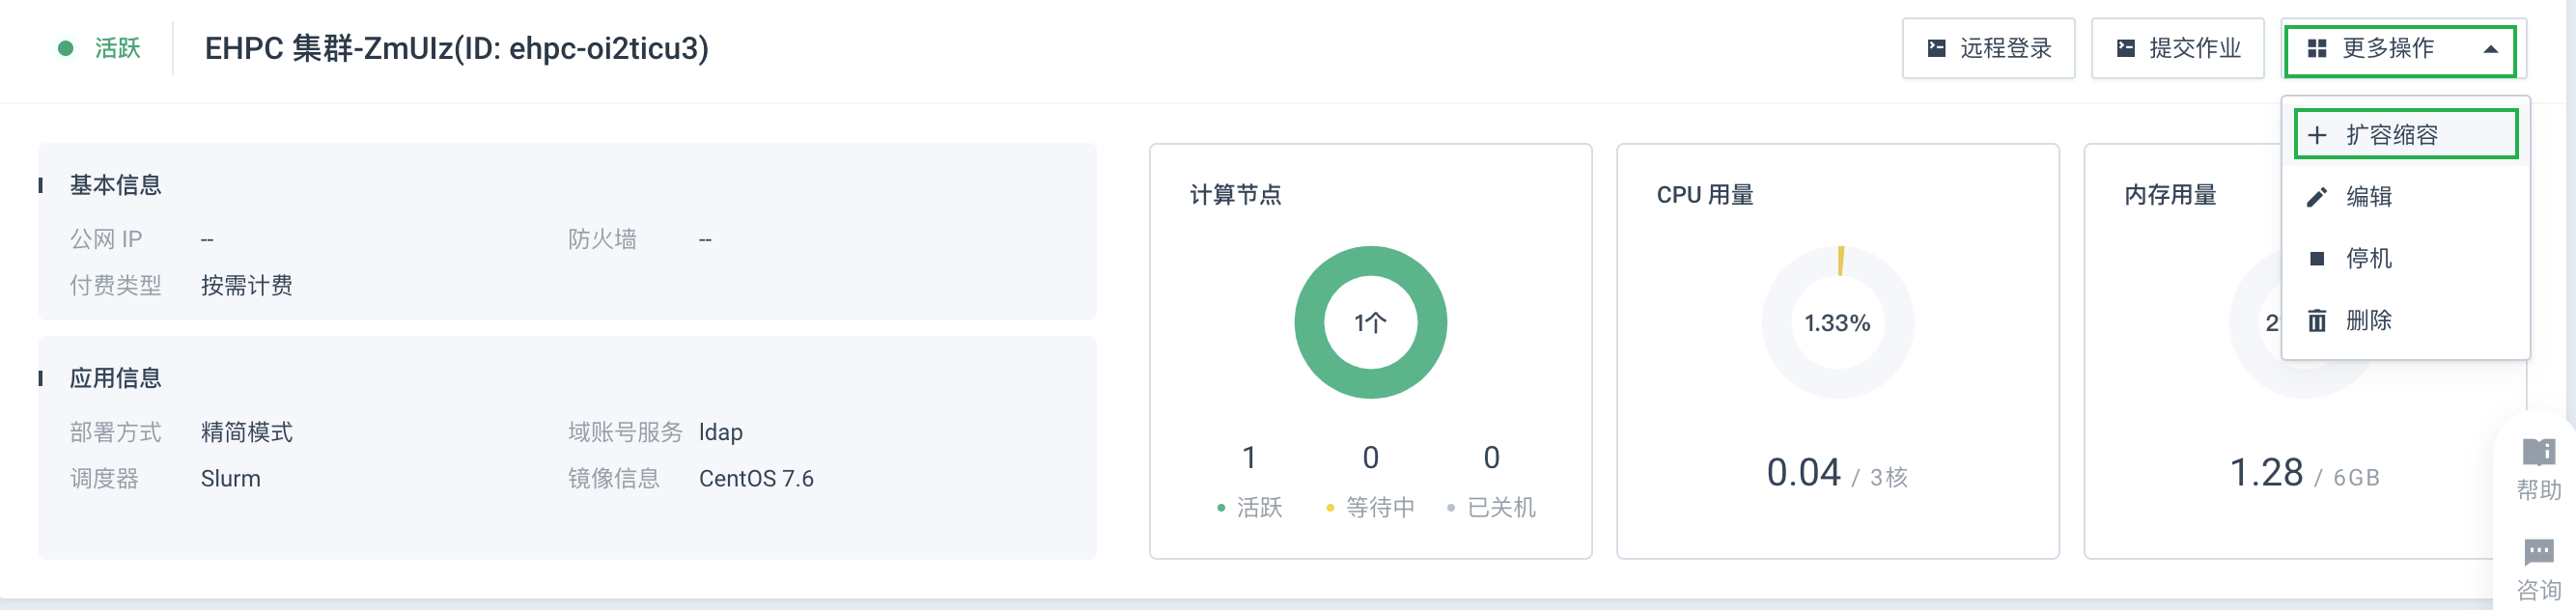 活跃
EHPC 集群-ZmUIz(ID: ehpc-oi2ticu3)
远程登录
提交作业
更多操作
扩容缩容
编辑
停机
删除
基本信息
公网 IP --
防火墙 --
付费类型 按需计费
应用信息
部署方式 精简模式
域账号服务 ldap
调度器 Slurm
镜像信息 CentOS 7.6
计算节点
1个
1 0 0
活跃 等待中 已关机
CPU 用量
1.33%
0.04 / 3核
内存用量
2
1.28 / 6GB
帮助
咨询